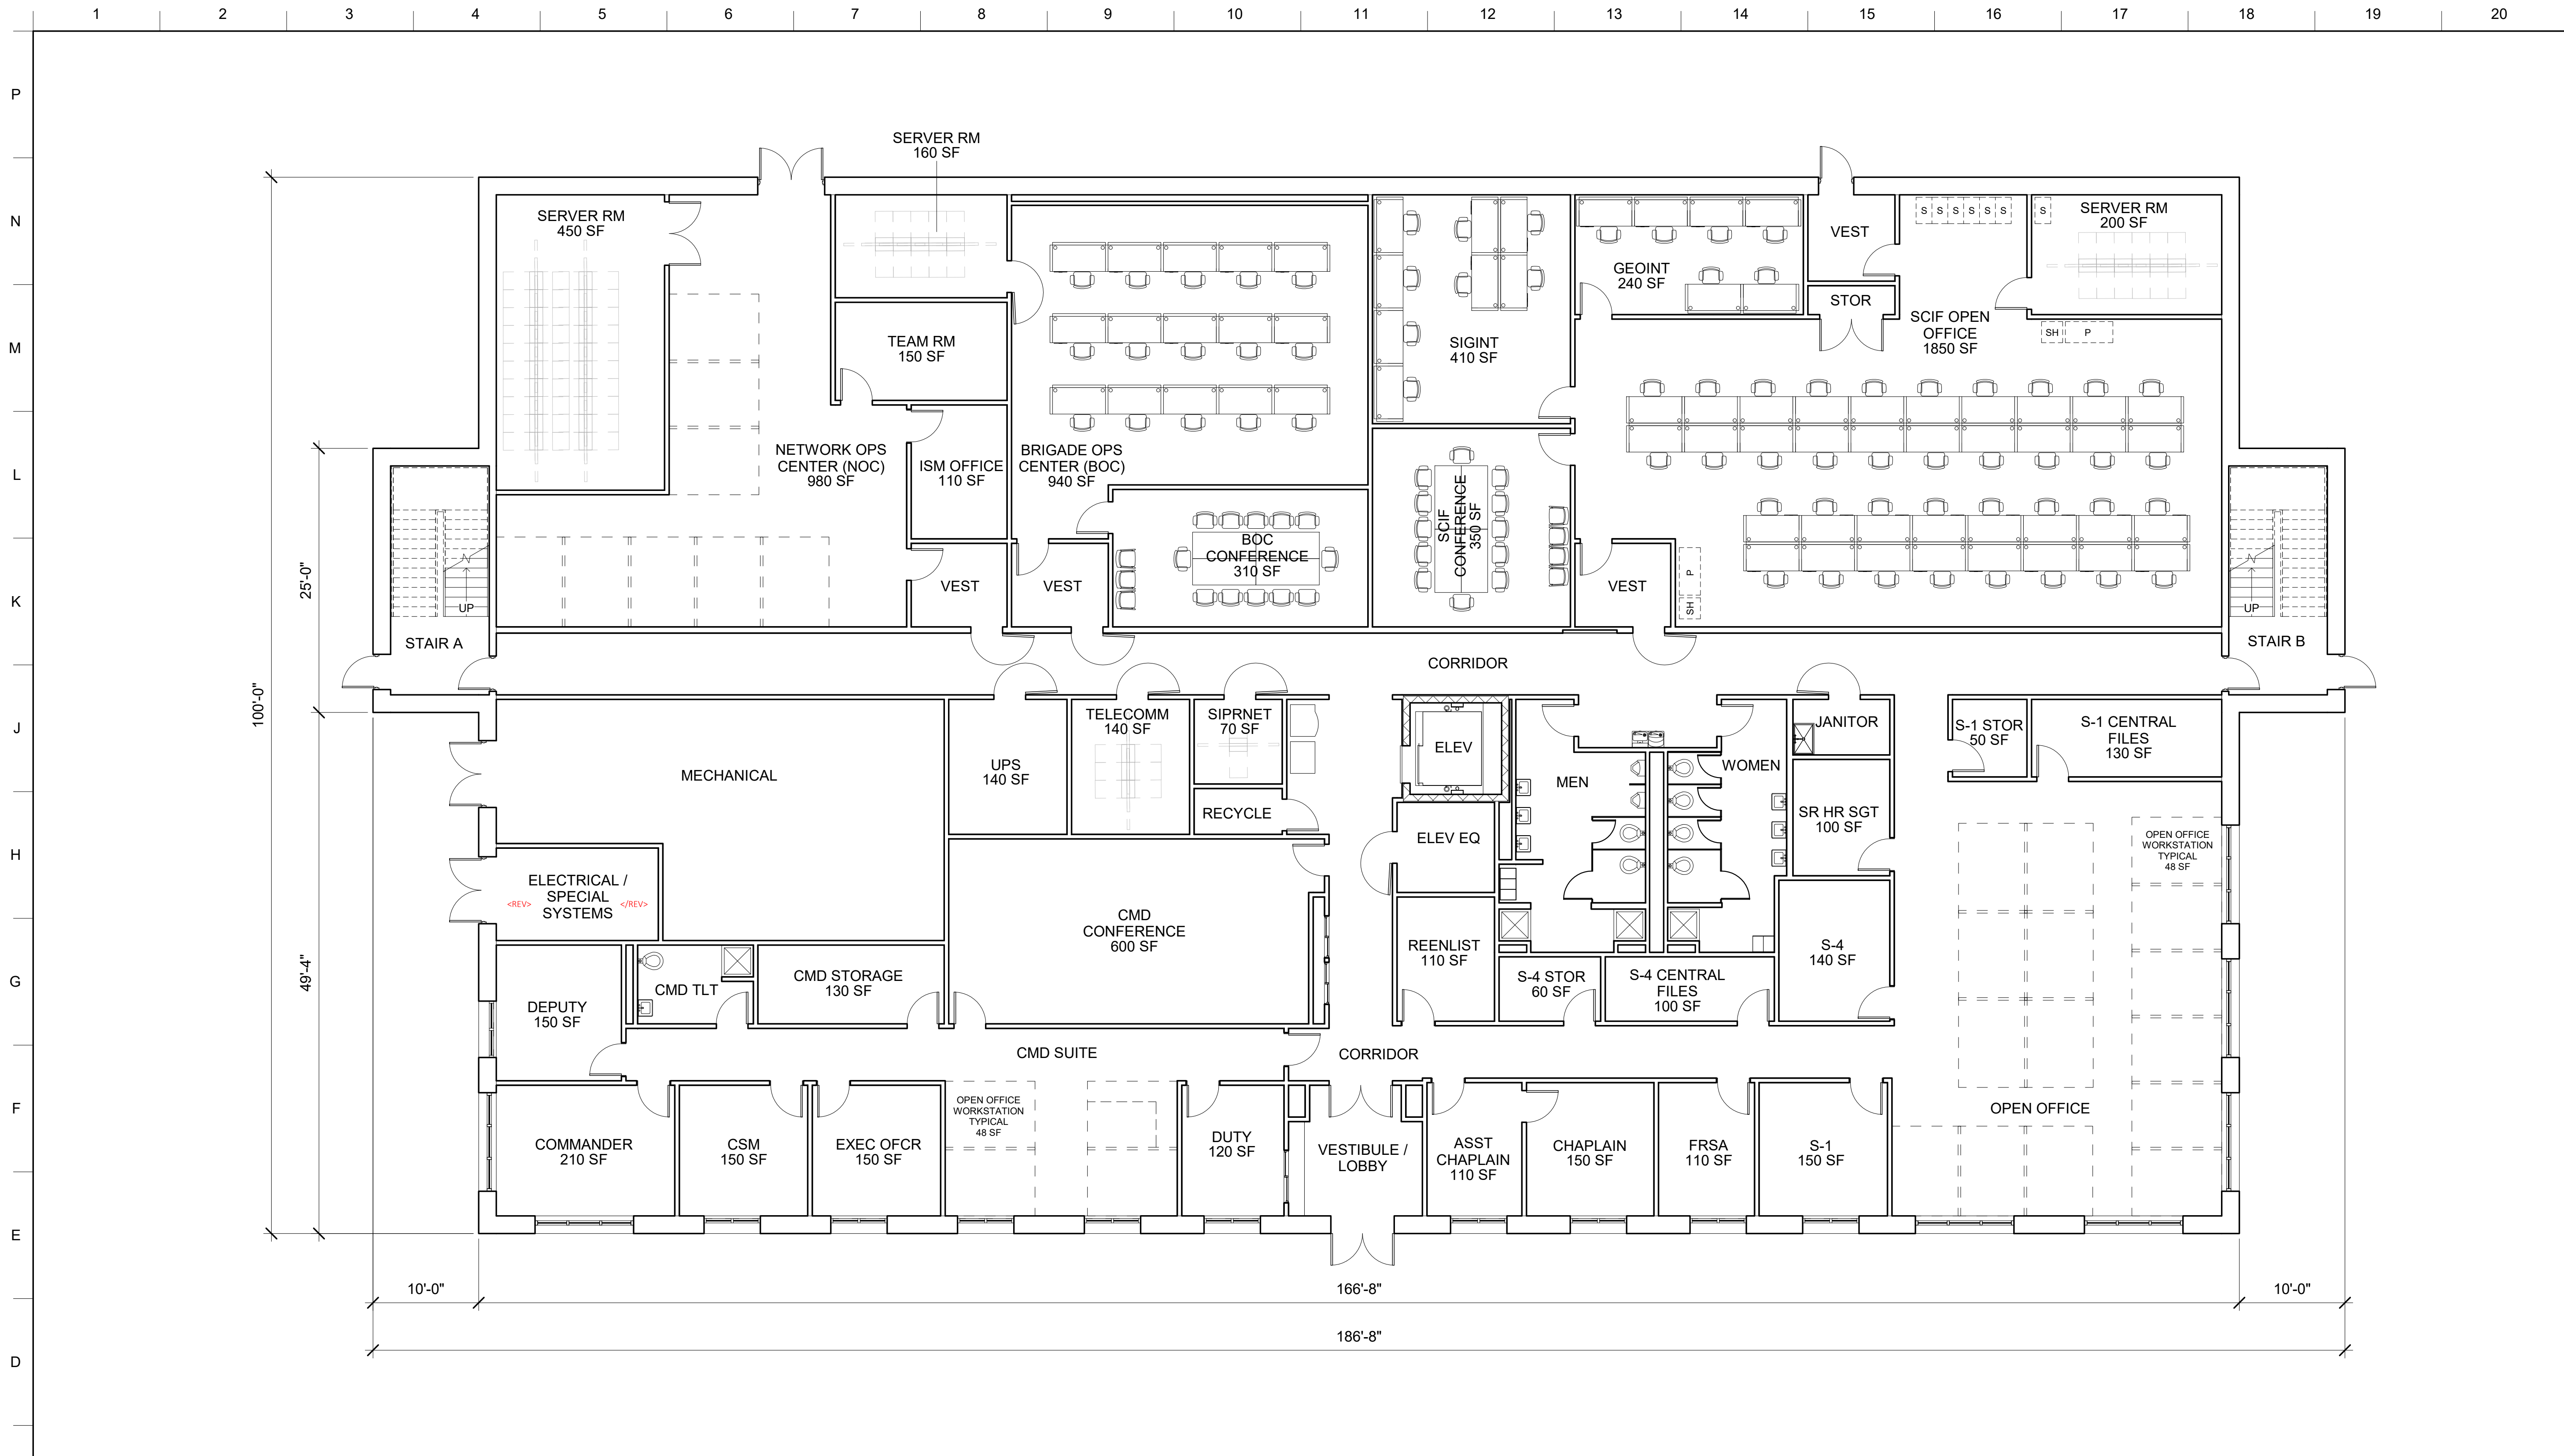 1 2 3 4 5 6 7 8 9 10 11 12 13 14 15 16 17 18 19 20
P
N
M
L
K
J
H
G
F
E
D
SERVER RM
160 SF
SERVER RM
450 SF
S S S S S S
S
SERVER RM
200 SF
VEST
GEOINT
240 SF
STOR
SCIF OPEN
OFFICE
1850 SF
SH P
TEAM RM
150 SF
SIGINT
410 SF
NETWORK OPS
CENTER (NOC)
980 SF
ISM OFFICE
110 SF
BRIGADE OPS
CENTER (BOC)
940 SF
SCIF
CONFERENCE
350 SF
BOC
CONFERENCE
310 SF
VEST
VEST
VEST
P
SH
UP
STAIR A
UP
STAIR B
25'-0"
100'-0"
49'-4"
CORRIDOR
MECHANICAL
UPS
140 SF
TELECOMM
140 SF
SIPRNET
70 SF
RECYCLE
ELEV
ELEV EQ
MEN
WOMEN
JANITOR
SR HR SGT
100 SF
S-1 STOR
50 SF
S-1 CENTRAL
FILES
130 SF
OPEN OFFICE
WORKSTATION
TYPICAL
48 SF
ELECTRICAL /
SPECIAL
SYSTEMS
<REV> </REV>
CMD
CONFERENCE
600 SF
REENLIST
110 SF
S-4
140 SF
DEPUTY
150 SF
CMD TLT
CMD STORAGE
130 SF
S-4 STOR
60 SF
S-4 CENTRAL
FILES
100 SF
CMD SUITE
CORRIDOR
OPEN OFFICE
WORKSTATION
TYPICAL
48 SF
OPEN OFFICE
COMMANDER
210 SF
CSM
150 SF
EXEC OFCR
150 SF
DUTY
120 SF
VESTIBULE /
LOBBY
ASST
CHAPLAIN
110 SF
CHAPLAIN
150 SF
FRSA
110 SF
S-1
150 SF
10'-0"
166'-8"
10'-0"
186'-8"